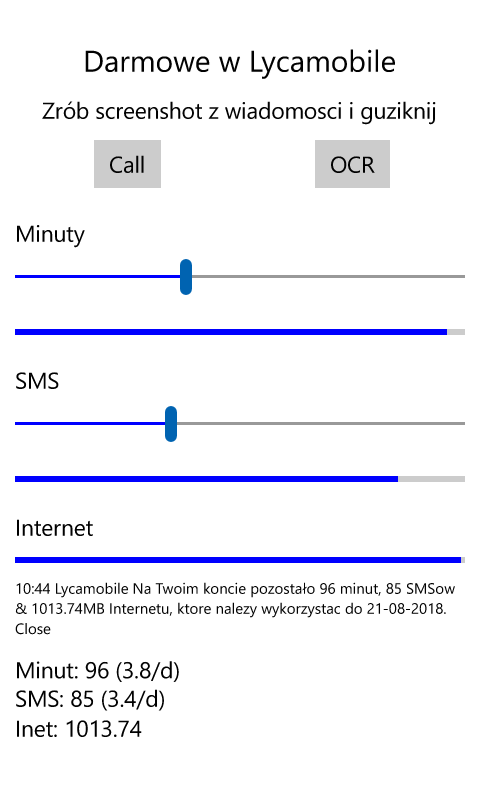 Darmowe w Lycamobile
Zrób screenshot z wiadomosci i guziknij
Call
OCR
Minuty
SMS
Internet
10:44 Lycamobile Na Twoim koncie pozostało 96 minut, 85 SMSow
& 1013.74MB Internetu, ktore nalezy wykorzystac do 21-08-2018.
Close
Minut: 96 (3.8/d)
SMS: 85 (3.4/d)
Inet: 1013.74